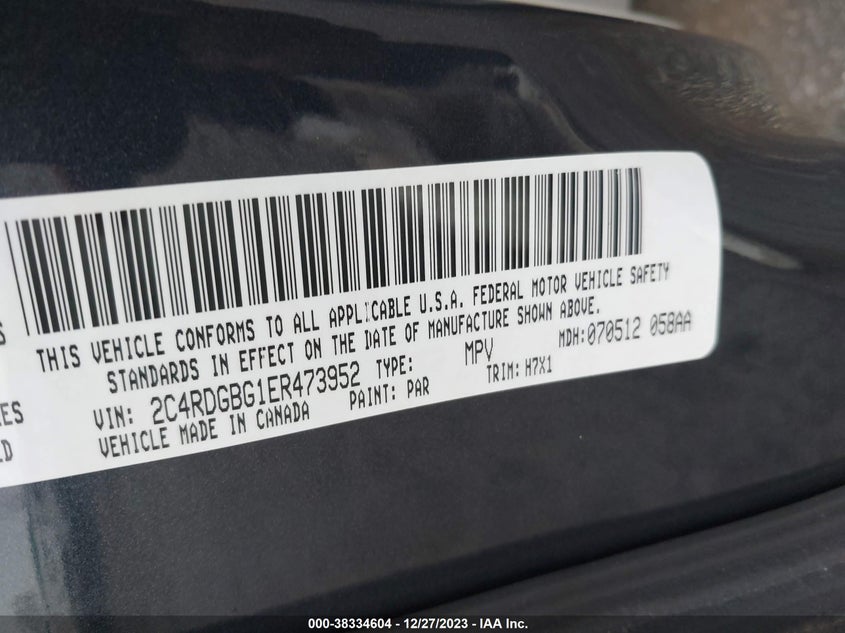 THIS VEHICLE CONFORMS TO ALL APPLICABLE U.S.A. FEDERAL MOTOR VEHICLE SAFETY
STANDARDS IN EFFECT ON THE DATE OF MANUFACTURE SHOWN ABOVE.
VIN: 2C4RDGBG1ER473952 TYPE: MPV MDH:070512 058AA
VEHICLE MADE IN CANADA PAINT: PAR TRIM: H7X1
000-38334604 – 12/27/2023 – IAA Inc.